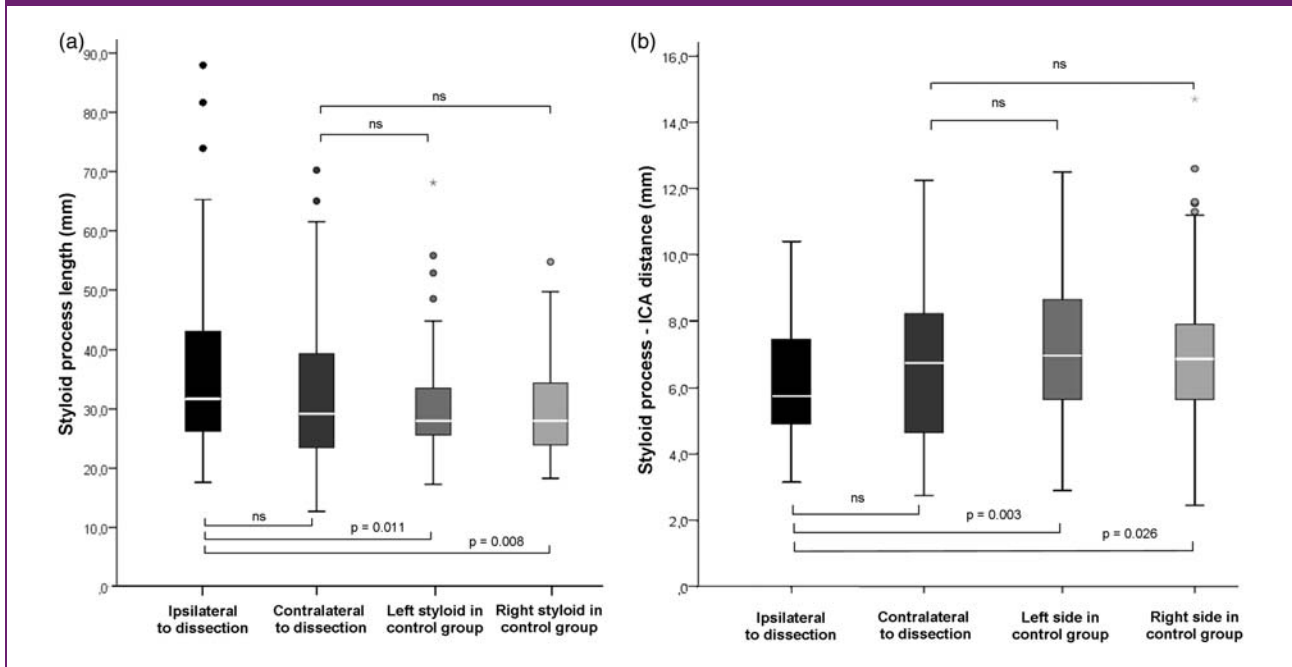 (a)
Styloid process length (mm)
90,0
80,0
70,0
60,0
50,0
40,0
30,0
20,0
10,0
,0
ns
ns
ns
p = 0.011
p = 0.008
Ipsilateral
to dissection
Contralateral
to dissection
Left styloid in
control group
Right styloid in
control group
(b)
Styloid process - ICA distance (mm)
16,0
14,0
12,0
10,0
8,0
6,0
4,0
2,0
,0
ns
ns
ns
p = 0.003
p = 0.026
Ipsilateral
to dissection
Contralateral
to dissection
Left side in
control group
Right side in
control group